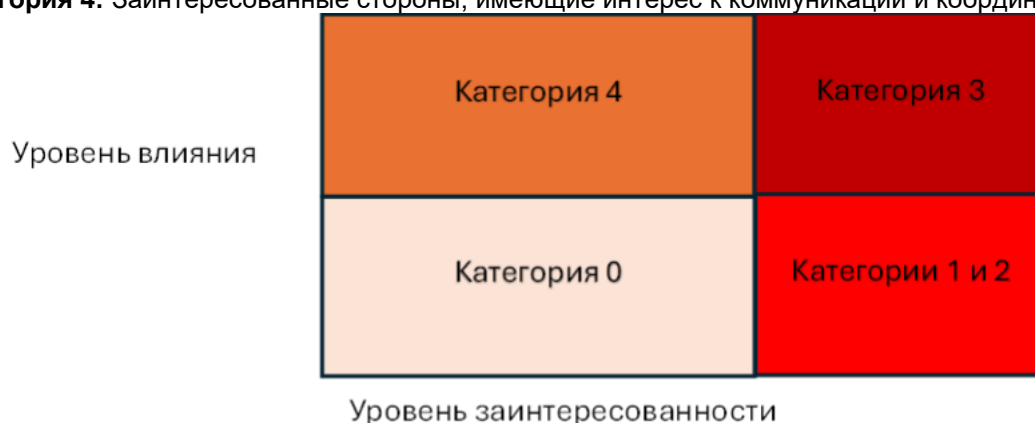 гория 4: Заинтересованные стороны, имеющие интерес к коммуникации и координ
Категория 4
Категория 3
Уровень влияния
Категория 0
Категории 1 и 2
Уровень заинтересованности